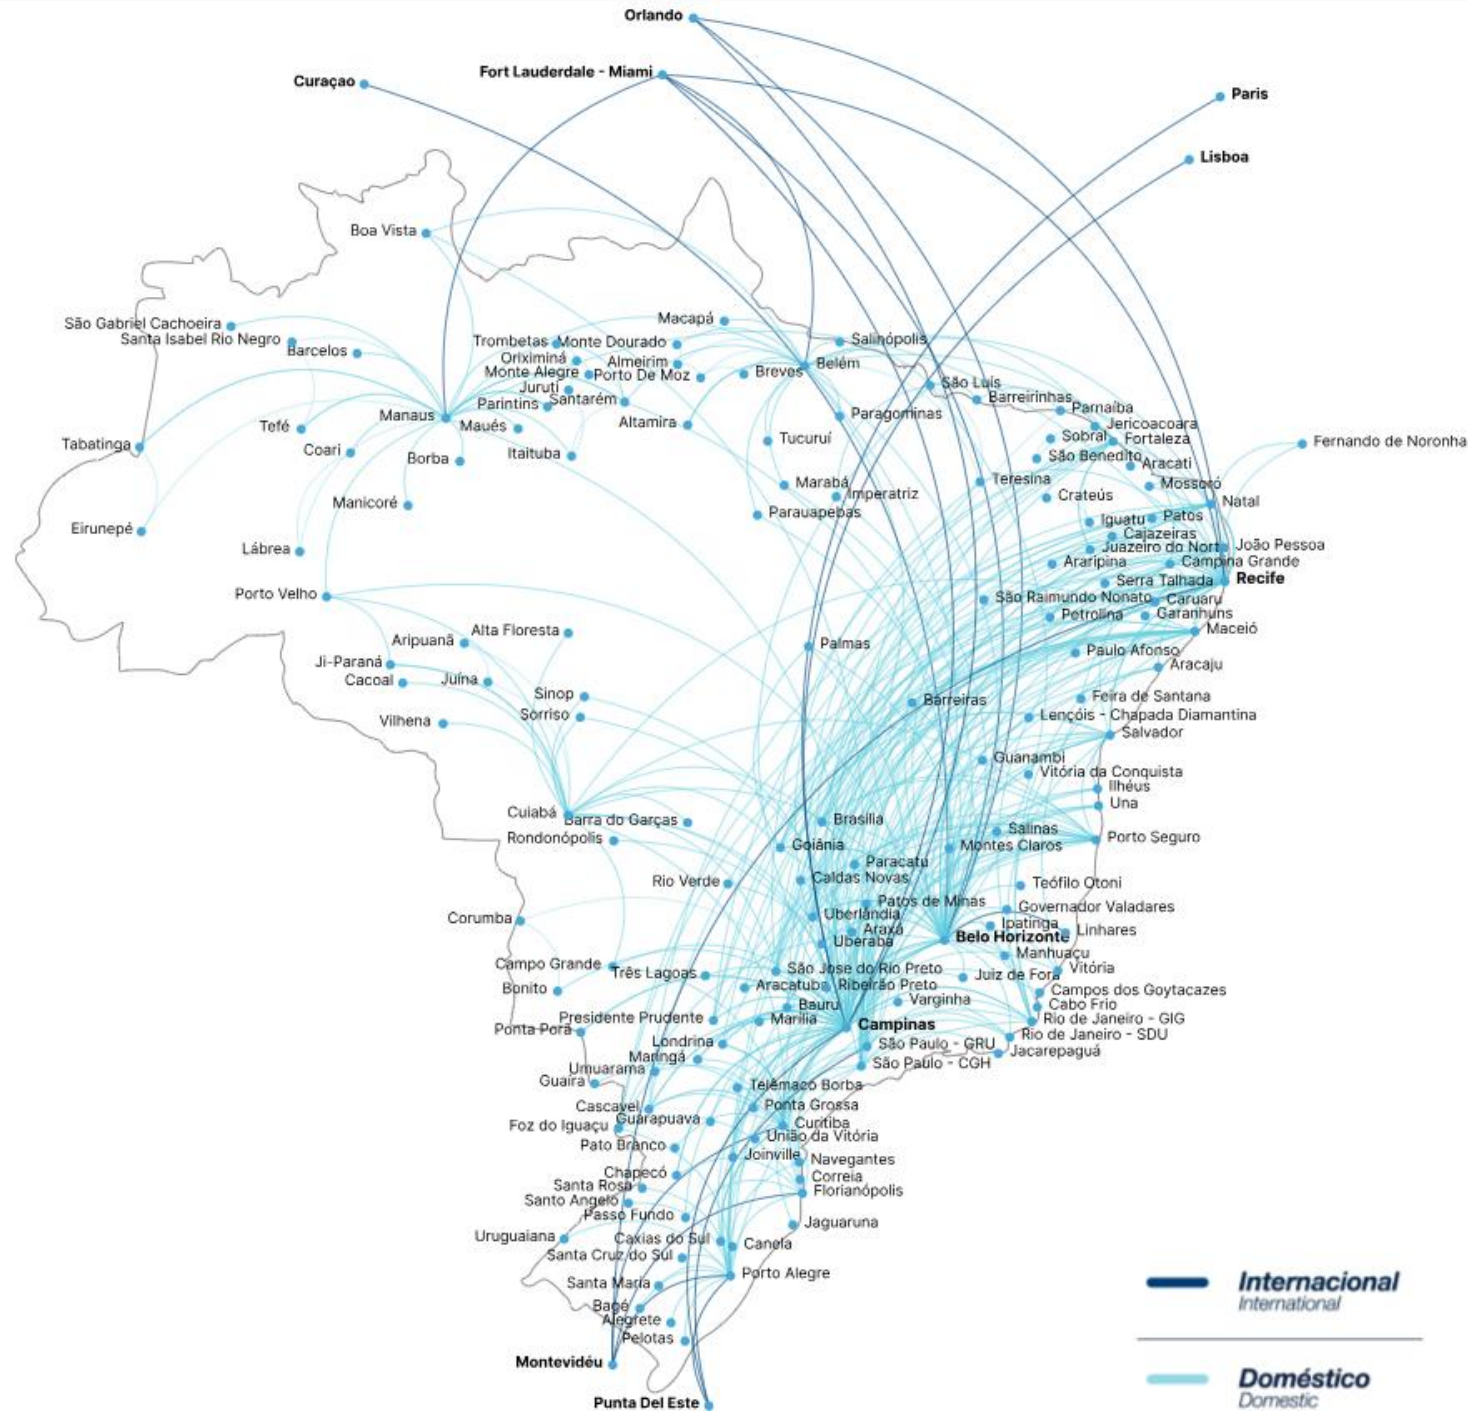 Orlando
Fort Lauderdale - Miami
Curaçao
Paris
Lisboa
Boa Vista
São Gabriel Cachoeira
Santa Isabel Rio Negro
Barcelos
Macapá
Trombetas
Monte Dourado
Salinópolis
Oriximiná
Almeirim
Belém
Monte Alegre
Porto De Moz
Breves
Juruti
São Luís
Parintins
Santarém
Barreirinhas
Parnaíba
Manaus
Maués
Altamira
Paragominas
Jericoacoara
Tefé
Tucuruí
Sobral
Fortaleza
Fernando de Noronha
Tabatinga
Coari
Borba
Itaituba
São Benedito
Aracati
Marabá
Teresina
Mossoró
Imperatriz
Crateús
Manicoré
Parauapebas
Natal
Eirunepé
Iguatu
Patos
Cajazeiras
Lábrea
Juazeiro do Nort
João Pessoa
Araripina
Campina Grande
Serra Talhada
Recife
Porto Velho
São Raimundo Nonato
Caruaru
Petrolina
Garanhuns
Alta Floresta
Maceió
Aripuanã
Palmas
Paulo Afonso
Ji-Paraná
Aracaju
Cacoal
Juína
Sinop
Barreiras
Feira de Santana
Sorriso
Lençóis - Chapada Diamantina
Vilhena
Salvador
Guanambi
Vitória da Conquista
Ilhéus
Una
Cuiabá
Barra do Garças
Brasília
Salinas
Rondonópolis
Goiânia
Montes Claros
Porto Seguro
Paracatu
Rio Verde
Caldas Novas
Teófilo Otoni
Patos de Minas
Governador Valadares
Corumba
Uberlândia
Ipatinga
Araxá
Linhares
Uberaba
Belo Horizonte
Manhuaçu
Campo Grande
Três Lagoas
São Jose do Rio Preto
Juiz de Fora
Vitória
Bonito
Aracatuba
Ribeirão Preto
Campos dos Goytacazes
Bauru
Varginha
Cabo Frio
Presidente Prudente
Marília
Campinas
Rio de Janeiro - GIG
Ponta Porã
Rio de Janeiro - SDU
Londrina
São Paulo - GRU
Jacarepaguá
Maringá
São Paulo - CGH
Umuarama
Guaíra
Telêmaco Borba
Cascavel
Ponta Grossa
Foz do Iguaçu
Guarapuava
Curitiba
União da Vitória
Pato Branco
Joinville
Navegantes
Chapecó
Correia
Santa Rosa
Florianópolis
Santo Angelo
Passo Fundo
Jaguaruna
Uruguaiana
Caxias do Sul
Canela
Santa Cruz do Sul
Porto Alegre
Santa Maria
Bagé
Alegrete
Pelotas
Montevidéu
Punta Del Este
Internacional
International
Doméstico
Domestic